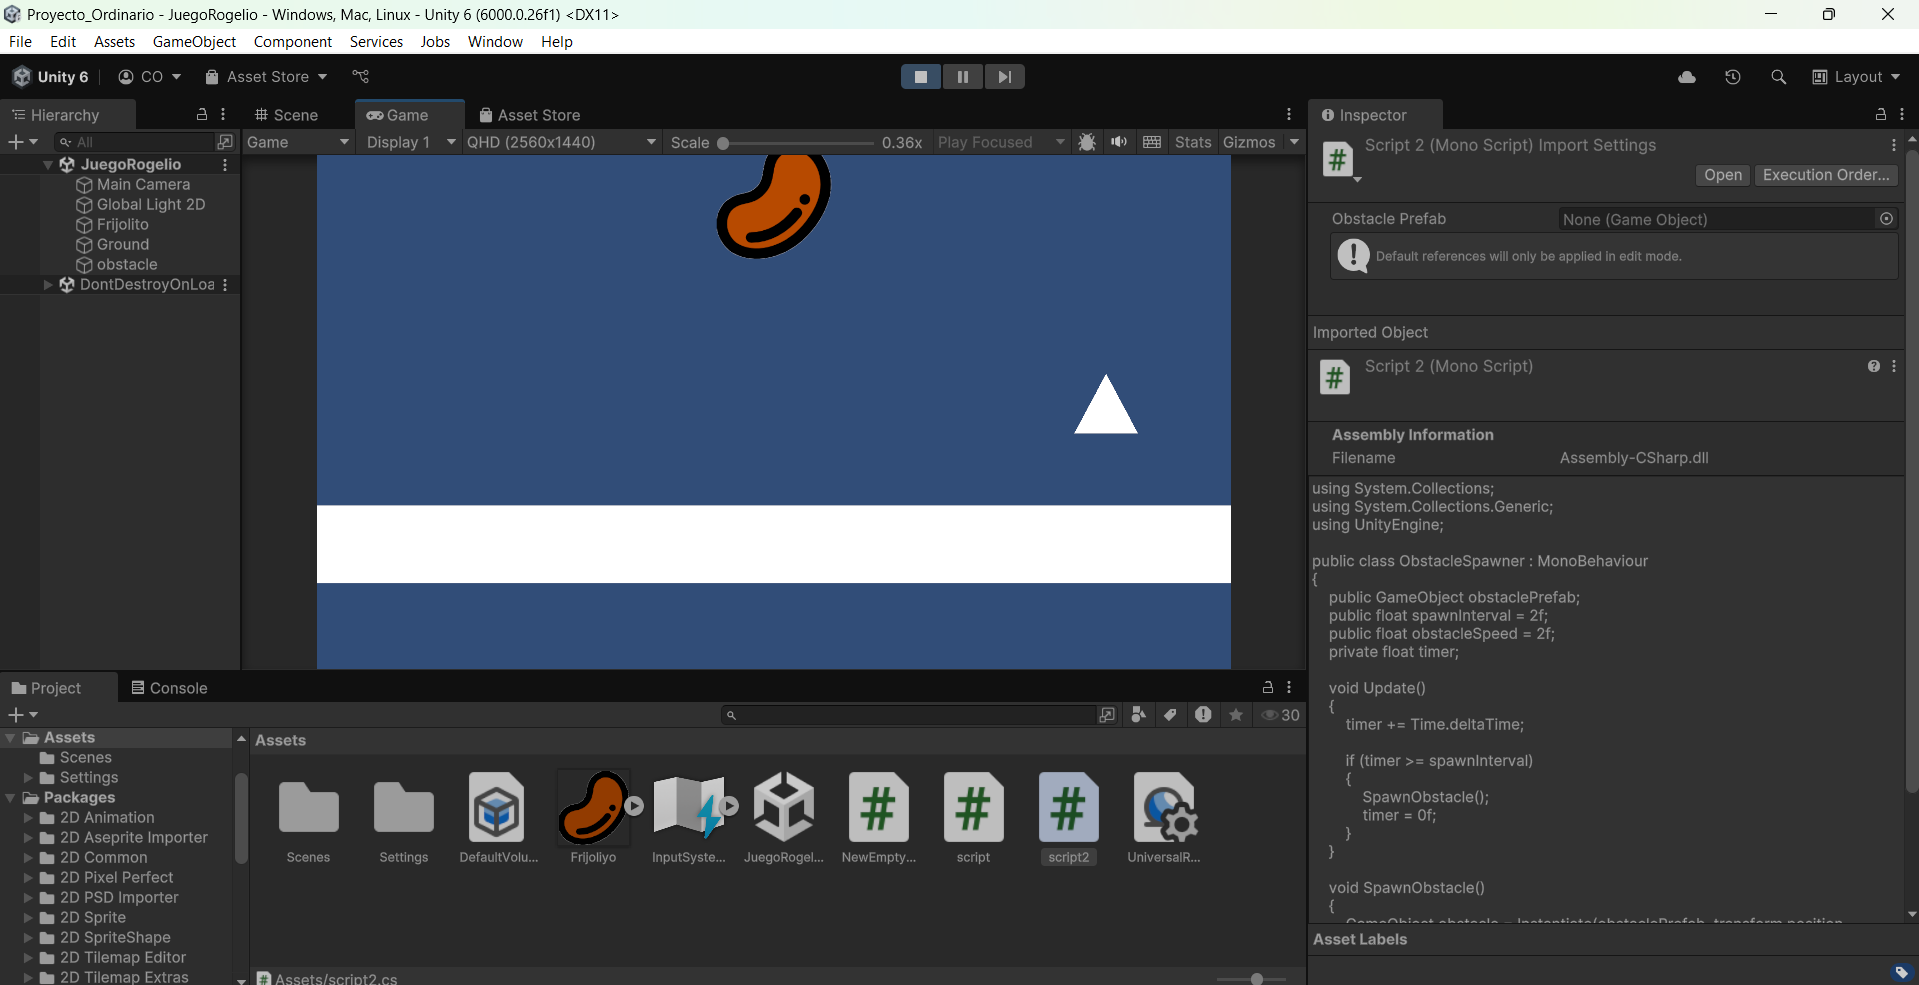 Proyecto_Ordinario - JuegoRogelio - Windows, Mac, Linux - Unity 6 (6000.0.26f1) <DX11>
File Edit Assets GameObject Component Services Jobs Window Help
Unity 6 CO Asset Store Layout
Hierarchy
All
JuegoRogelio
Main Camera
Global Light 2D
Frijolito
Ground
obstacle
DontDestroyOnLoa
Scene Game Asset Store
Game Display 1 QHD (2560x1440) Scale 0.36x Play Focused Stats Gizmos
Inspector
Script 2 (Mono Script) Import Settings
Open Execution Order...
Obstacle Prefab None (Game Object)
Default references will only be applied in edit mode.
Imported Object
Script 2 (Mono Script)
Assembly Information
Filename Assembly-CSharp.dll
using System.Collections;
using System.Collections.Generic;
using UnityEngine;
public class ObstacleSpawner : MonoBehaviour
{
public GameObject obstaclePrefab;
public float spawnInterval = 2f;
public float obstacleSpeed = 2f;
private float timer;
void Update()
{
timer += Time.deltaTime;
if (timer >= spawnInterval)
{
SpawnObstacle();
timer = 0f;
}
}
void SpawnObstacle()
{
GameObject obstacle = Instantiate(obstaclePrefab, transform.position,
Asset Labels
Project Console
30
Assets
Scenes
Settings
Packages
2D Animation
2D Aseprite Importer
2D Common
2D Pixel Perfect
2D PSD Importer
2D Sprite
2D SpriteShape
2D Tilemap Editor
2D Tilemap Extras
Assets
Scenes Settings DefaultVolu... Frijoliyo InputSyste... JuegoRogel... NewEmpty... script script2 UniversalR...
Assets/script2.cs